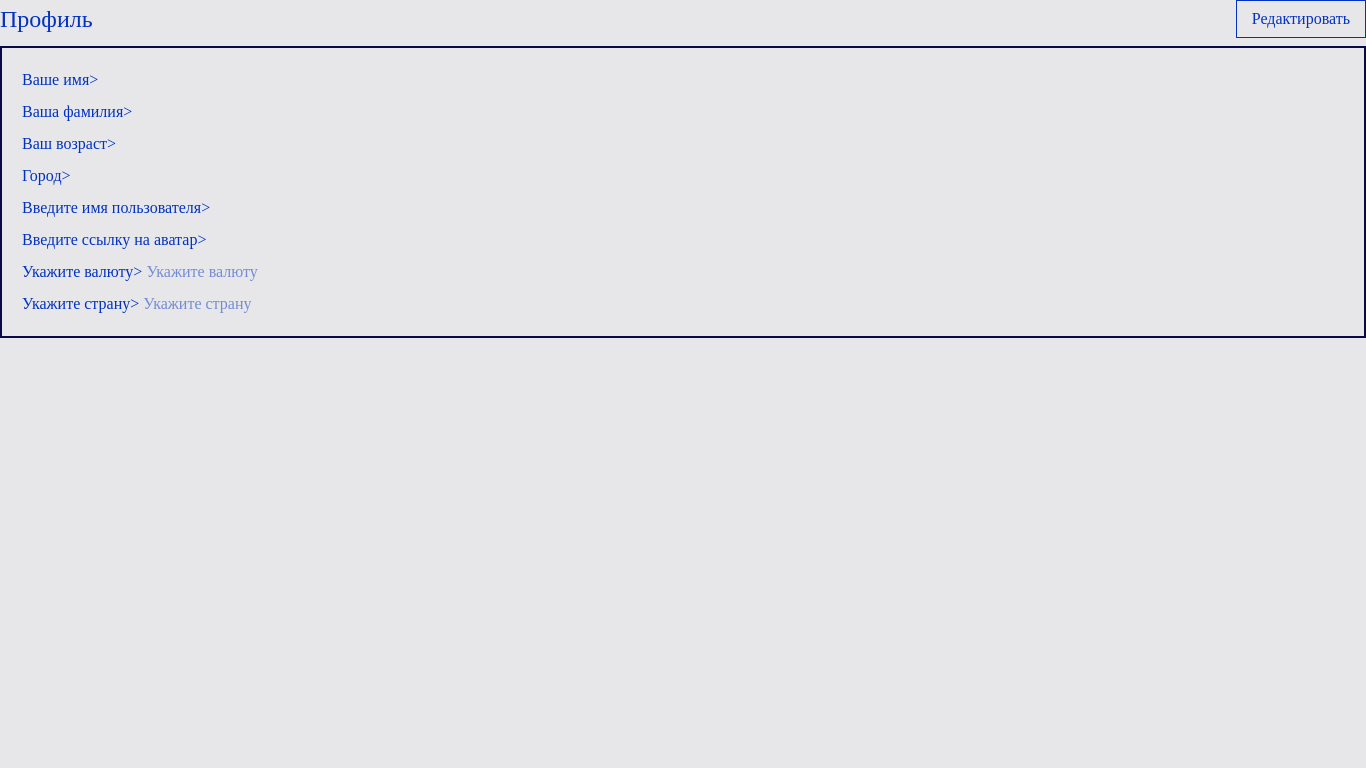 Профиль
Редактировать
Ваше имя>
Ваша фамилия>
Ваш возраст>
Город>
Введите имя пользователя>
Введите ссылку на аватар>
Укажите валюту> Укажите валюту
Укажите страну> Укажите страну